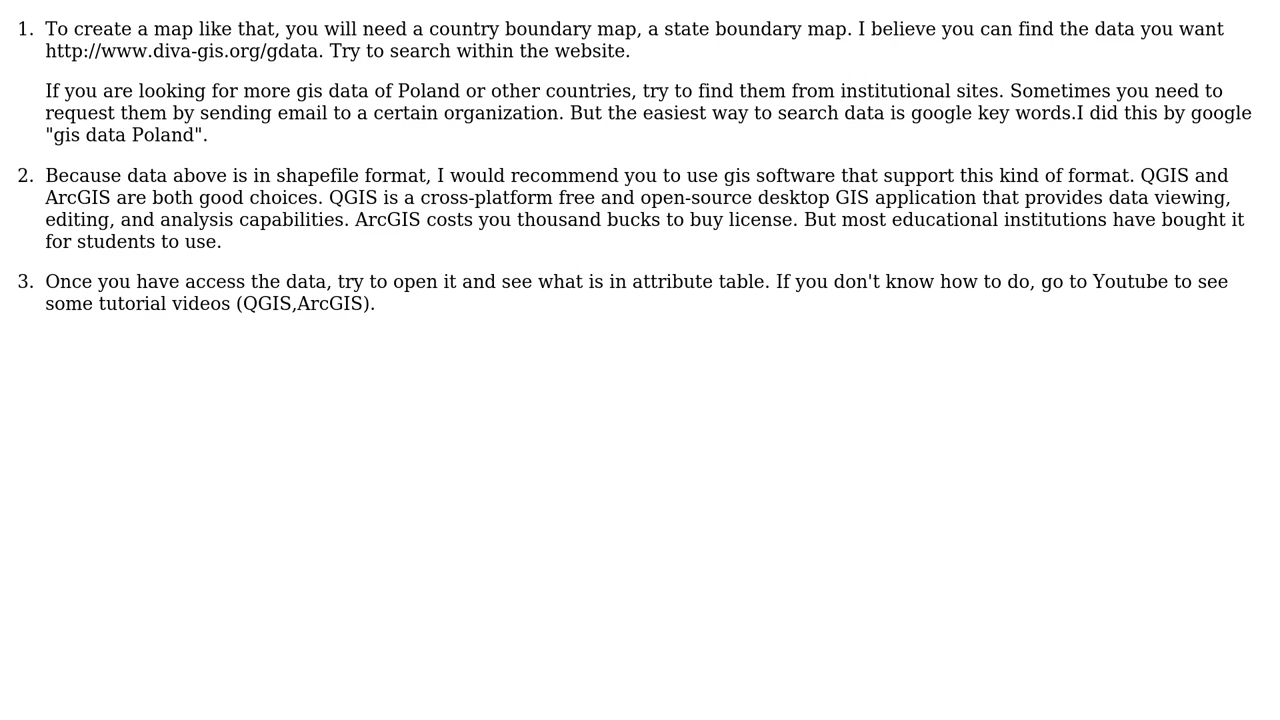 1. To create a map like that, you will need a country boundary map, a state boundary map. I believe you can find the data you want
http://www.diva-gis.org/gdata. Try to search within the website.
If you are looking for more gis data of Poland or other countries, try to find them from institutional sites. Sometimes you need to
request them by sending email to a certain organization. But the easiest way to search data is google key words.I did this by google
"gis data Poland".
2. Because data above is in shapefile format, I would recommend you to use gis software that support this kind of format. QGIS and
ArcGIS are both good choices. QGIS is a cross-platform free and open-source desktop GIS application that provides data viewing,
editing, and analysis capabilities. ArcGIS costs you thousand bucks to buy license. But most educational institutions have bought it
for students to use.
3. Once you have access the data, try to open it and see what is in attribute table. If you don't know how to do, go to Youtube to see
some tutorial videos (QGIS,ArcGIS).